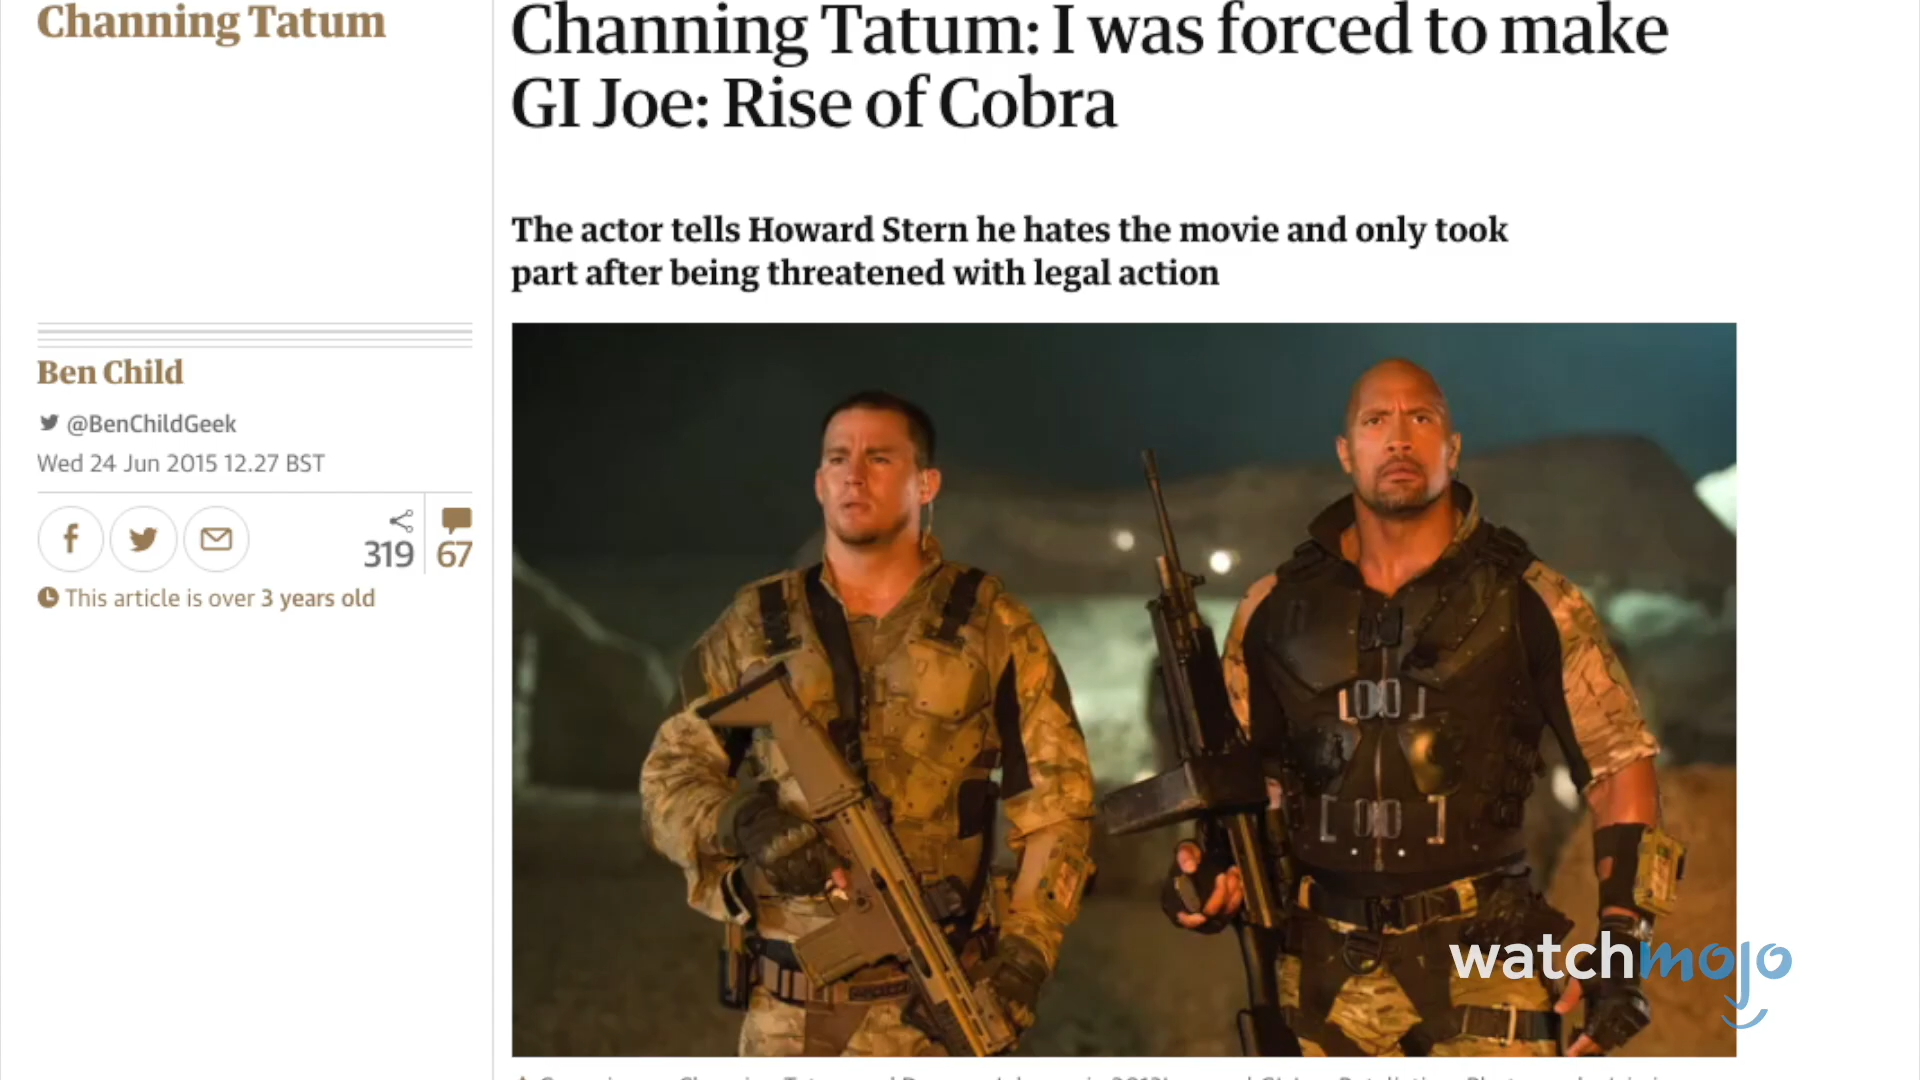 Channing Tatum
Channing Tatum: I was forced to make
GI Joe: Rise of Cobra
The actor tells Howard Stern he hates the movie and only took
part after being threatened with legal action
Ben Child
@BenChildGeek
Wed 24 Jun 2015 12.27 BST
319
67
This article is over 3 years old
watchmojo